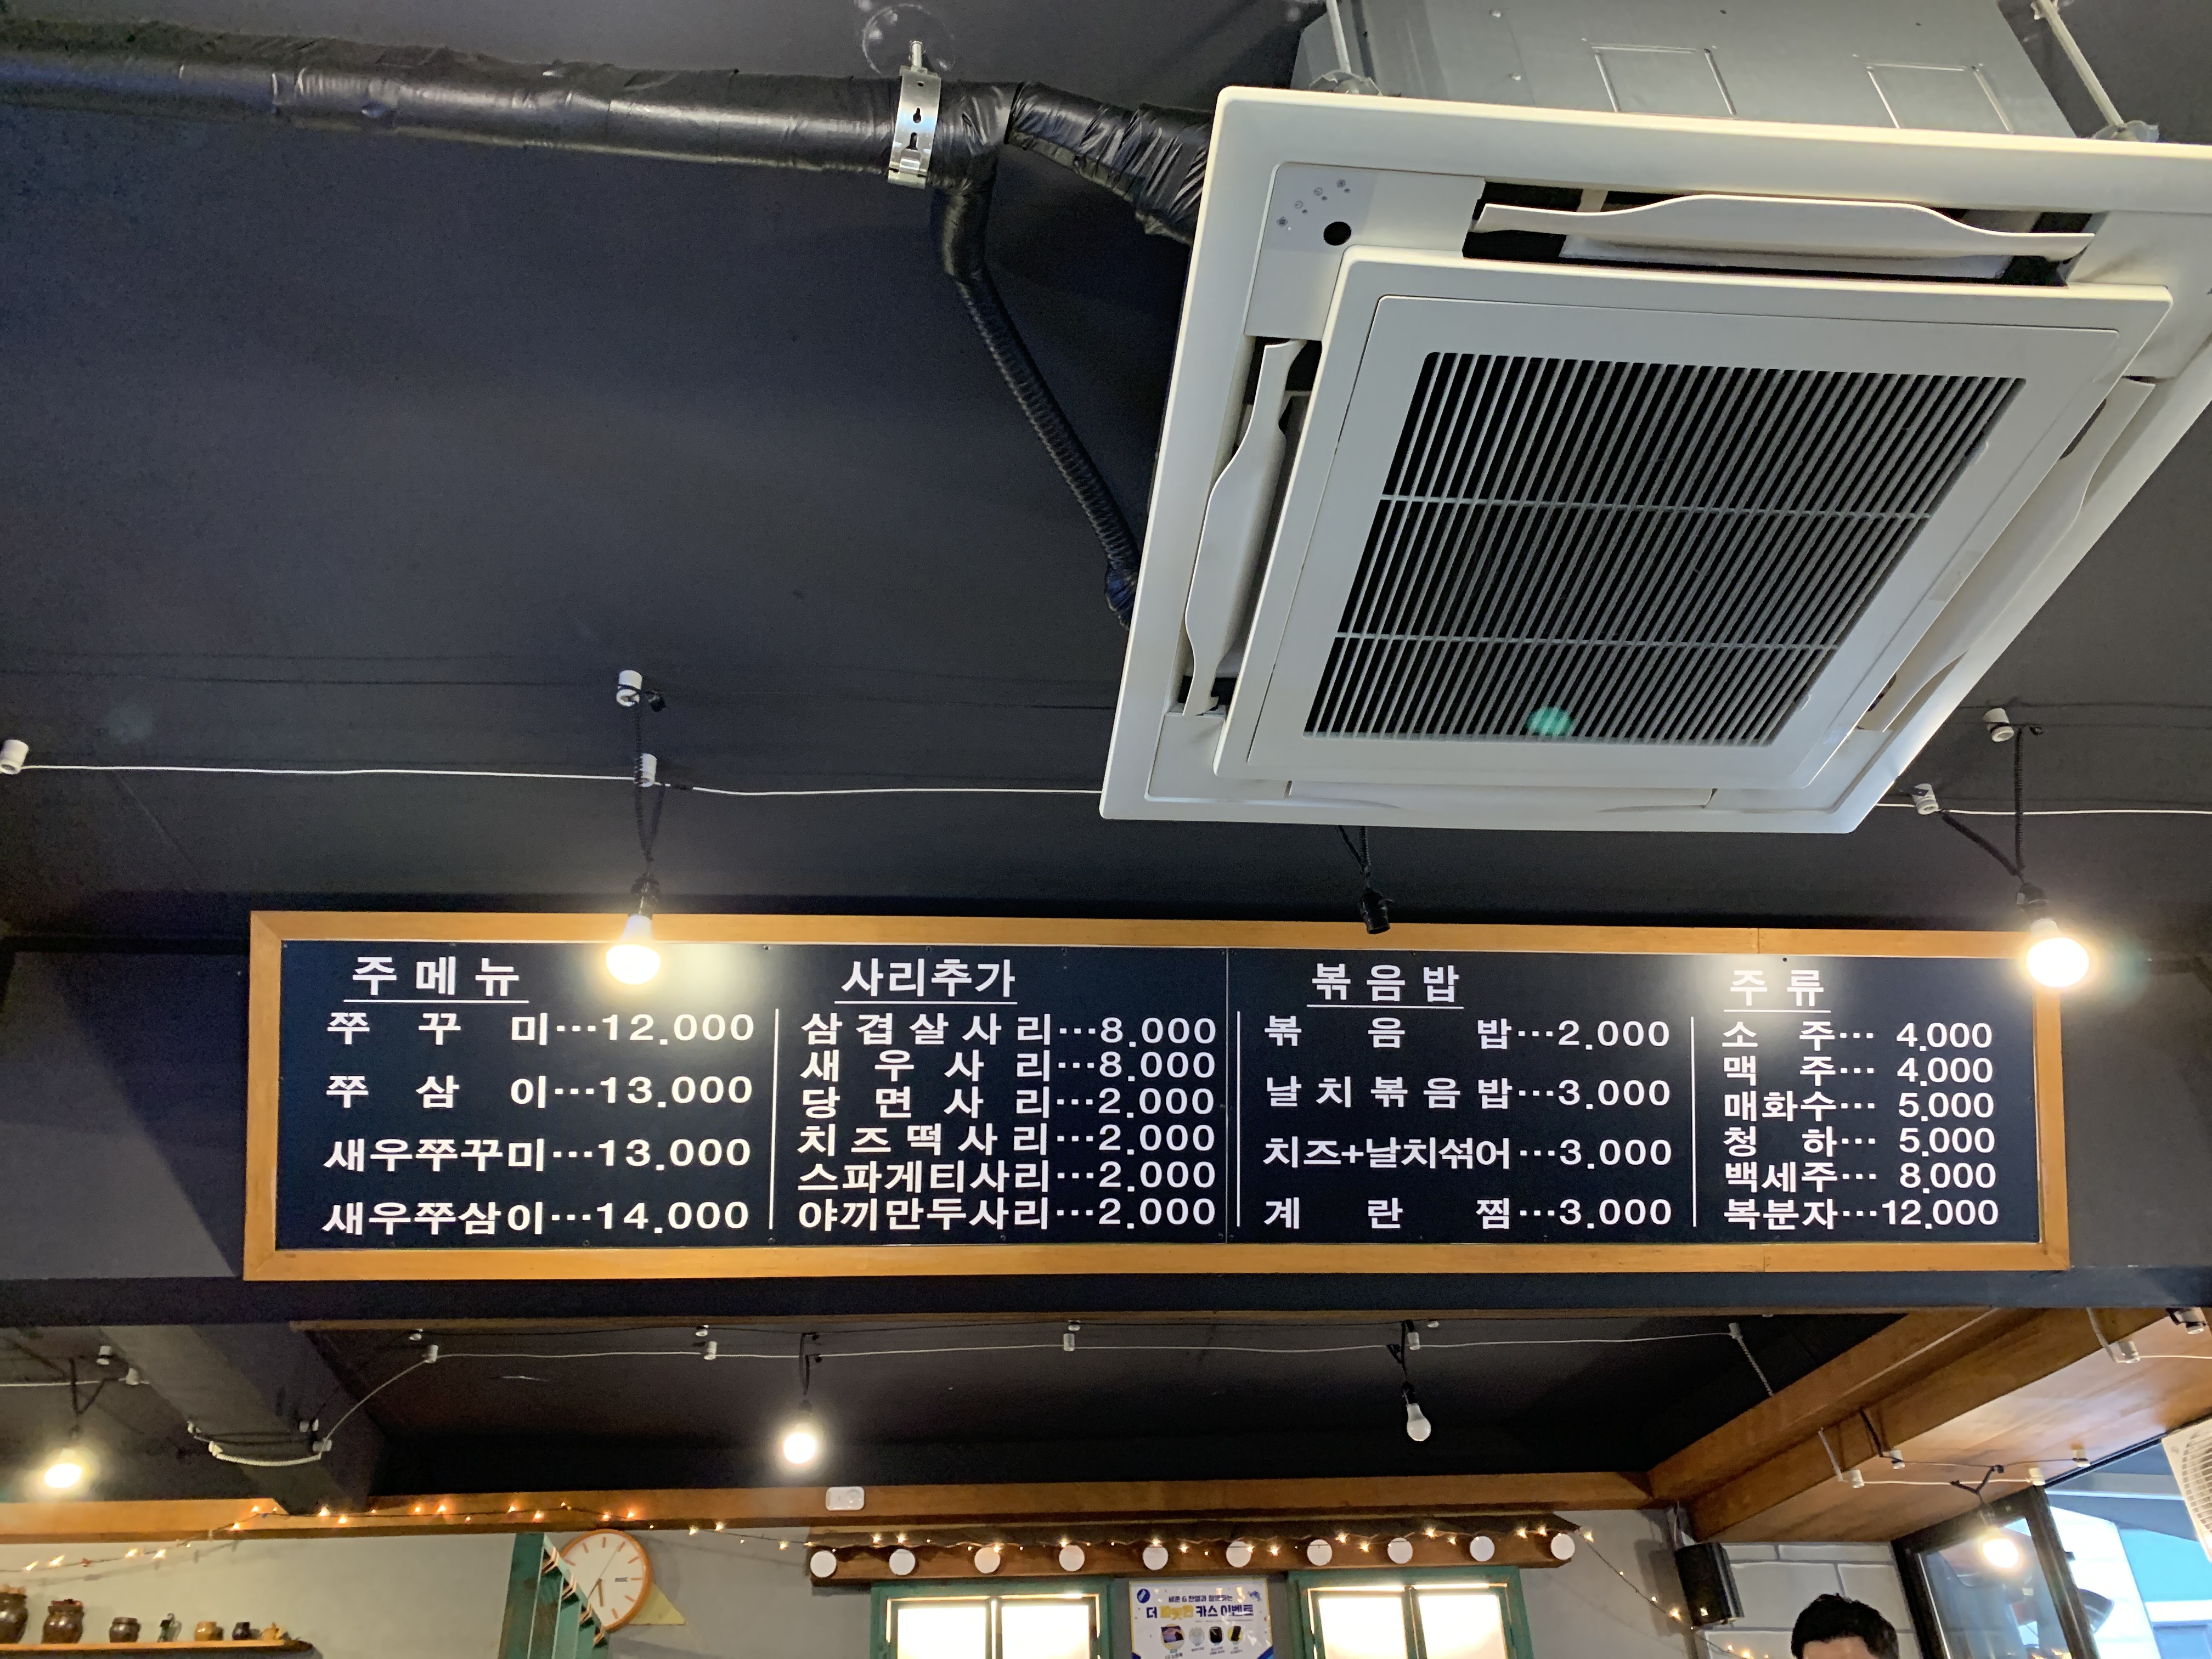 주 메 뉴
쭈 꾸 미…12.000
쭈 삼 이…13.000
새우쭈꾸미…13.000
새우쭈삼이…14.000
사리추가
삼 겹 살 사 리…8.000
새 우 사 리…8.000
당 면 사 리…2.000
치 즈 떡 사 리…2.000
스파게티사리…2.000
야끼만두사리…2.000
볶 음 밥
볶 음 밥…2.000
날 치 볶 음 밥…3.000
치즈+날치섞어…3.000
계 란 찜…3.000
주 류
소 주… 4.000
맥 주… 4.000
매화수… 5.000
청 하… 5.000
백세주… 8.000
복분자…12.000
더 카스 이벤트